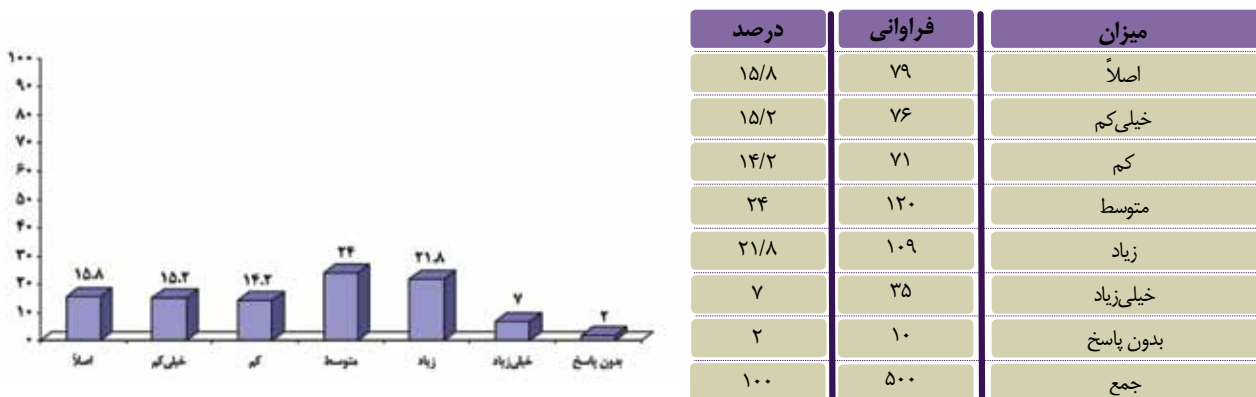 میزان فراوانی درصد
اصلاً ۷۹ ۱۵/۸
خیلی‌کم ۷۶ ۱۵/۲
کم ۷۱ ۱۴/۲
متوسط ۱۲۰ ۲۴
زیاد ۱۰۹ ۲۱/۸
خیلی‌زیاد ۳۵ ۷
بدون پاسخ ۱۰ ۲
جمع ۵۰۰ ۱۰۰
۱۰۰
۹۰
۸۰
۷۰
۶۰
۵۰
۴۰
۳۰
۲۰
۱۰
۰
۱۵.۸ ۱۵.۲ ۱۴.۲ ۲۴ ۲۱.۸ ۷ ۲
اصلاً خیلی‌کم کم متوسط زیاد خیلی‌زیاد بدون پاسخ